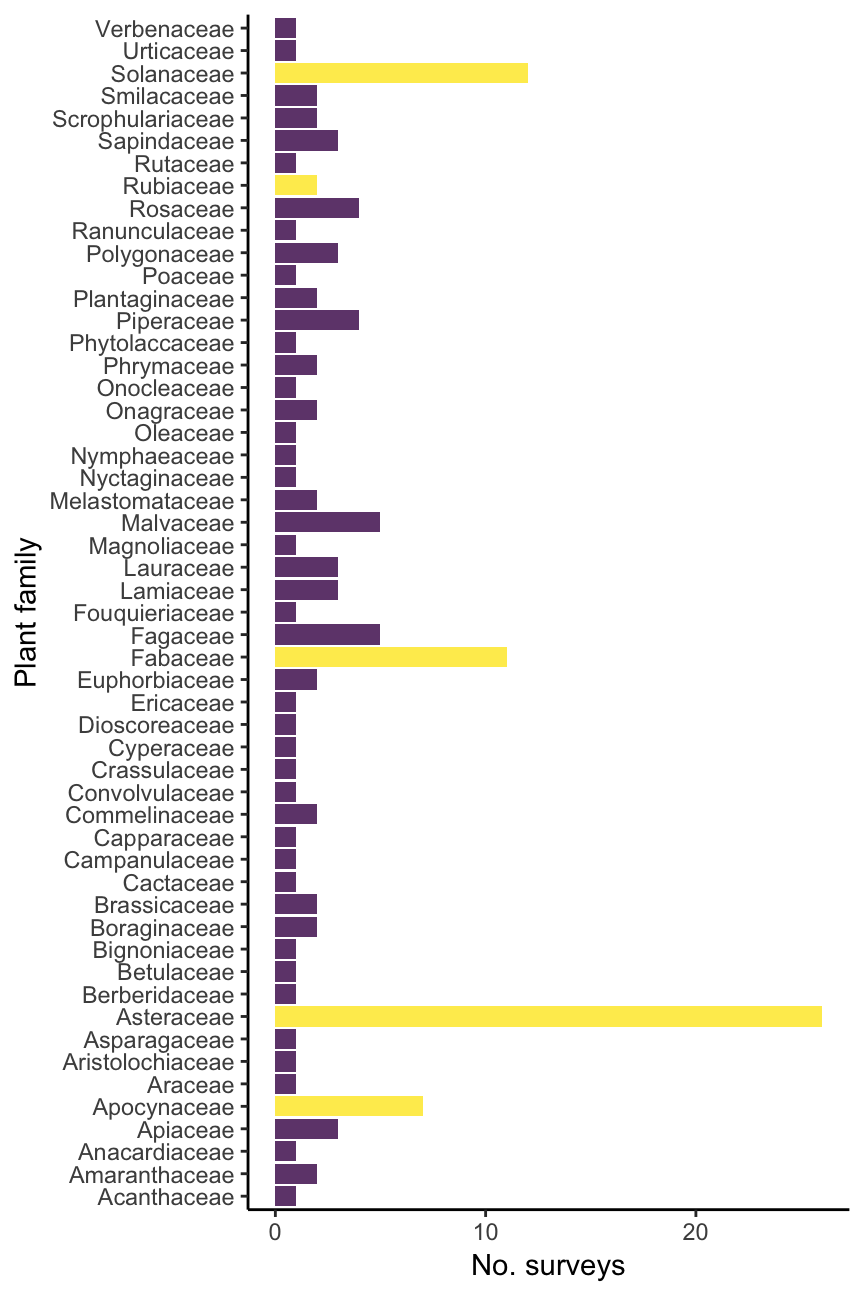 Verbenaceae
Urticaceae
Solanaceae
Smilacaceae
Scrophulariaceae
Sapindaceae
Rutaceae
Rubiaceae
Rosaceae
Ranunculaceae
Polygonaceae
Poaceae
Plantaginaceae
Piperaceae
Phytolaccaceae
Phrymaceae
Onocleaceae
Onagraceae
Oleaceae
Nymphaeaceae
Nyctaginaceae
Melastomataceae
Malvaceae
Magnoliaceae
Lauraceae
Lamiaceae
Fouquieriaceae
Fagaceae
Fabaceae
Euphorbiaceae
Ericaceae
Dioscoreaceae
Cyperaceae
Crassulaceae
Convolvulaceae
Commelinaceae
Capparaceae
Campanulaceae
Cactaceae
Brassicaceae
Boraginaceae
Bignoniaceae
Betulaceae
Berberidaceae
Asteraceae
Asparagaceae
Aristolochiaceae
Araceae
Apocynaceae
Apiaceae
Anacardiaceae
Amaranthaceae
Acanthaceae
Plant family
0 10 20
No. surveys